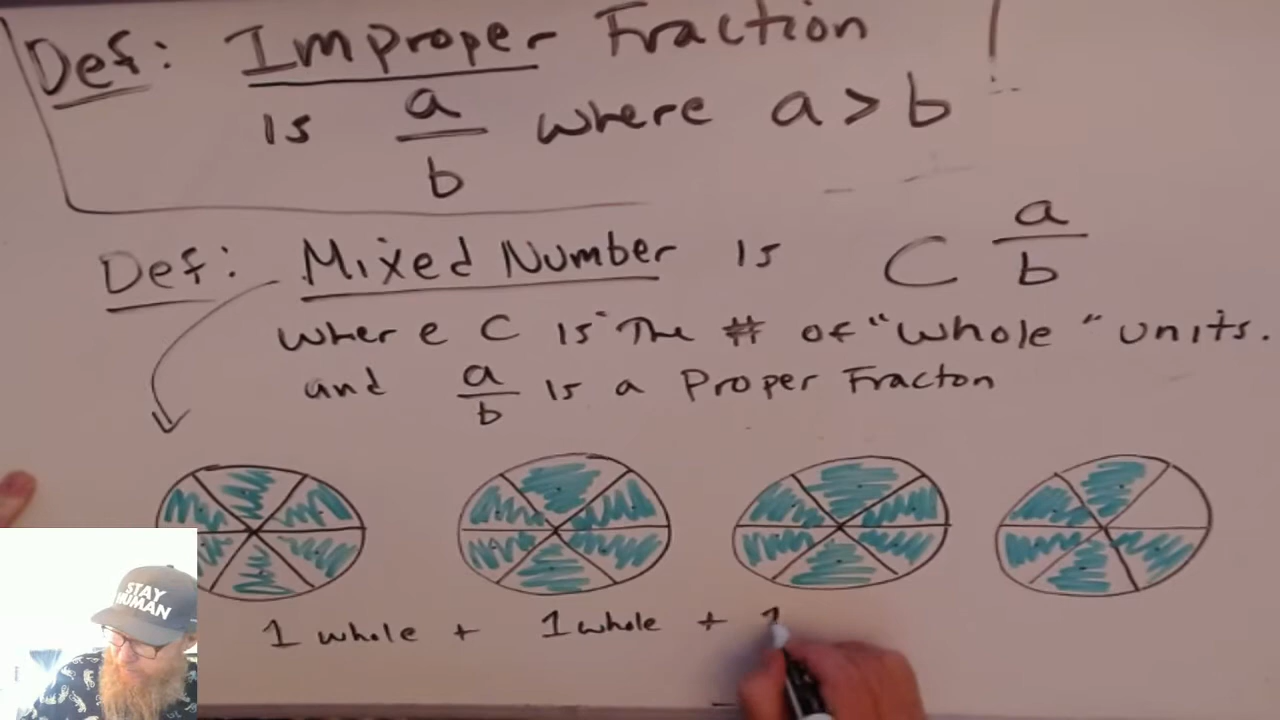 Def: Improper Fraction !
is a/b where a > b
Def: Mixed Number is C a/b
where C is The # of "whole" units.
and a/b is a Proper Fracton
1 whole + 1 whole + 1
STAY
HUMAN